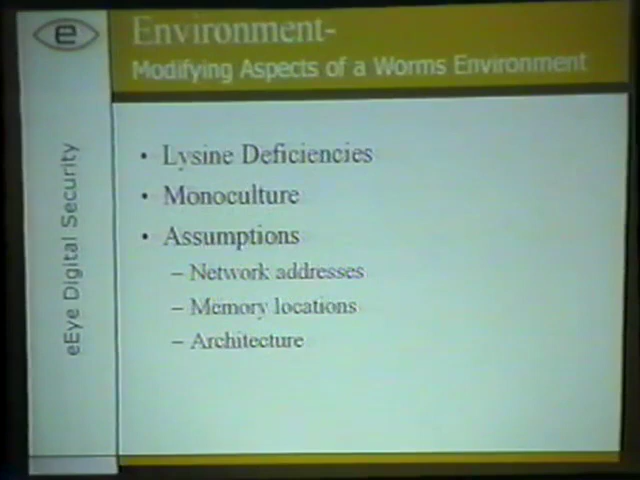 e
Environment-
Modifying Aspects of a Worms Environment
eEye Digital Security
• Lysine Deficiencies
• Monoculture
• Assumptions
– Network addresses
– Memory locations
– Architecture